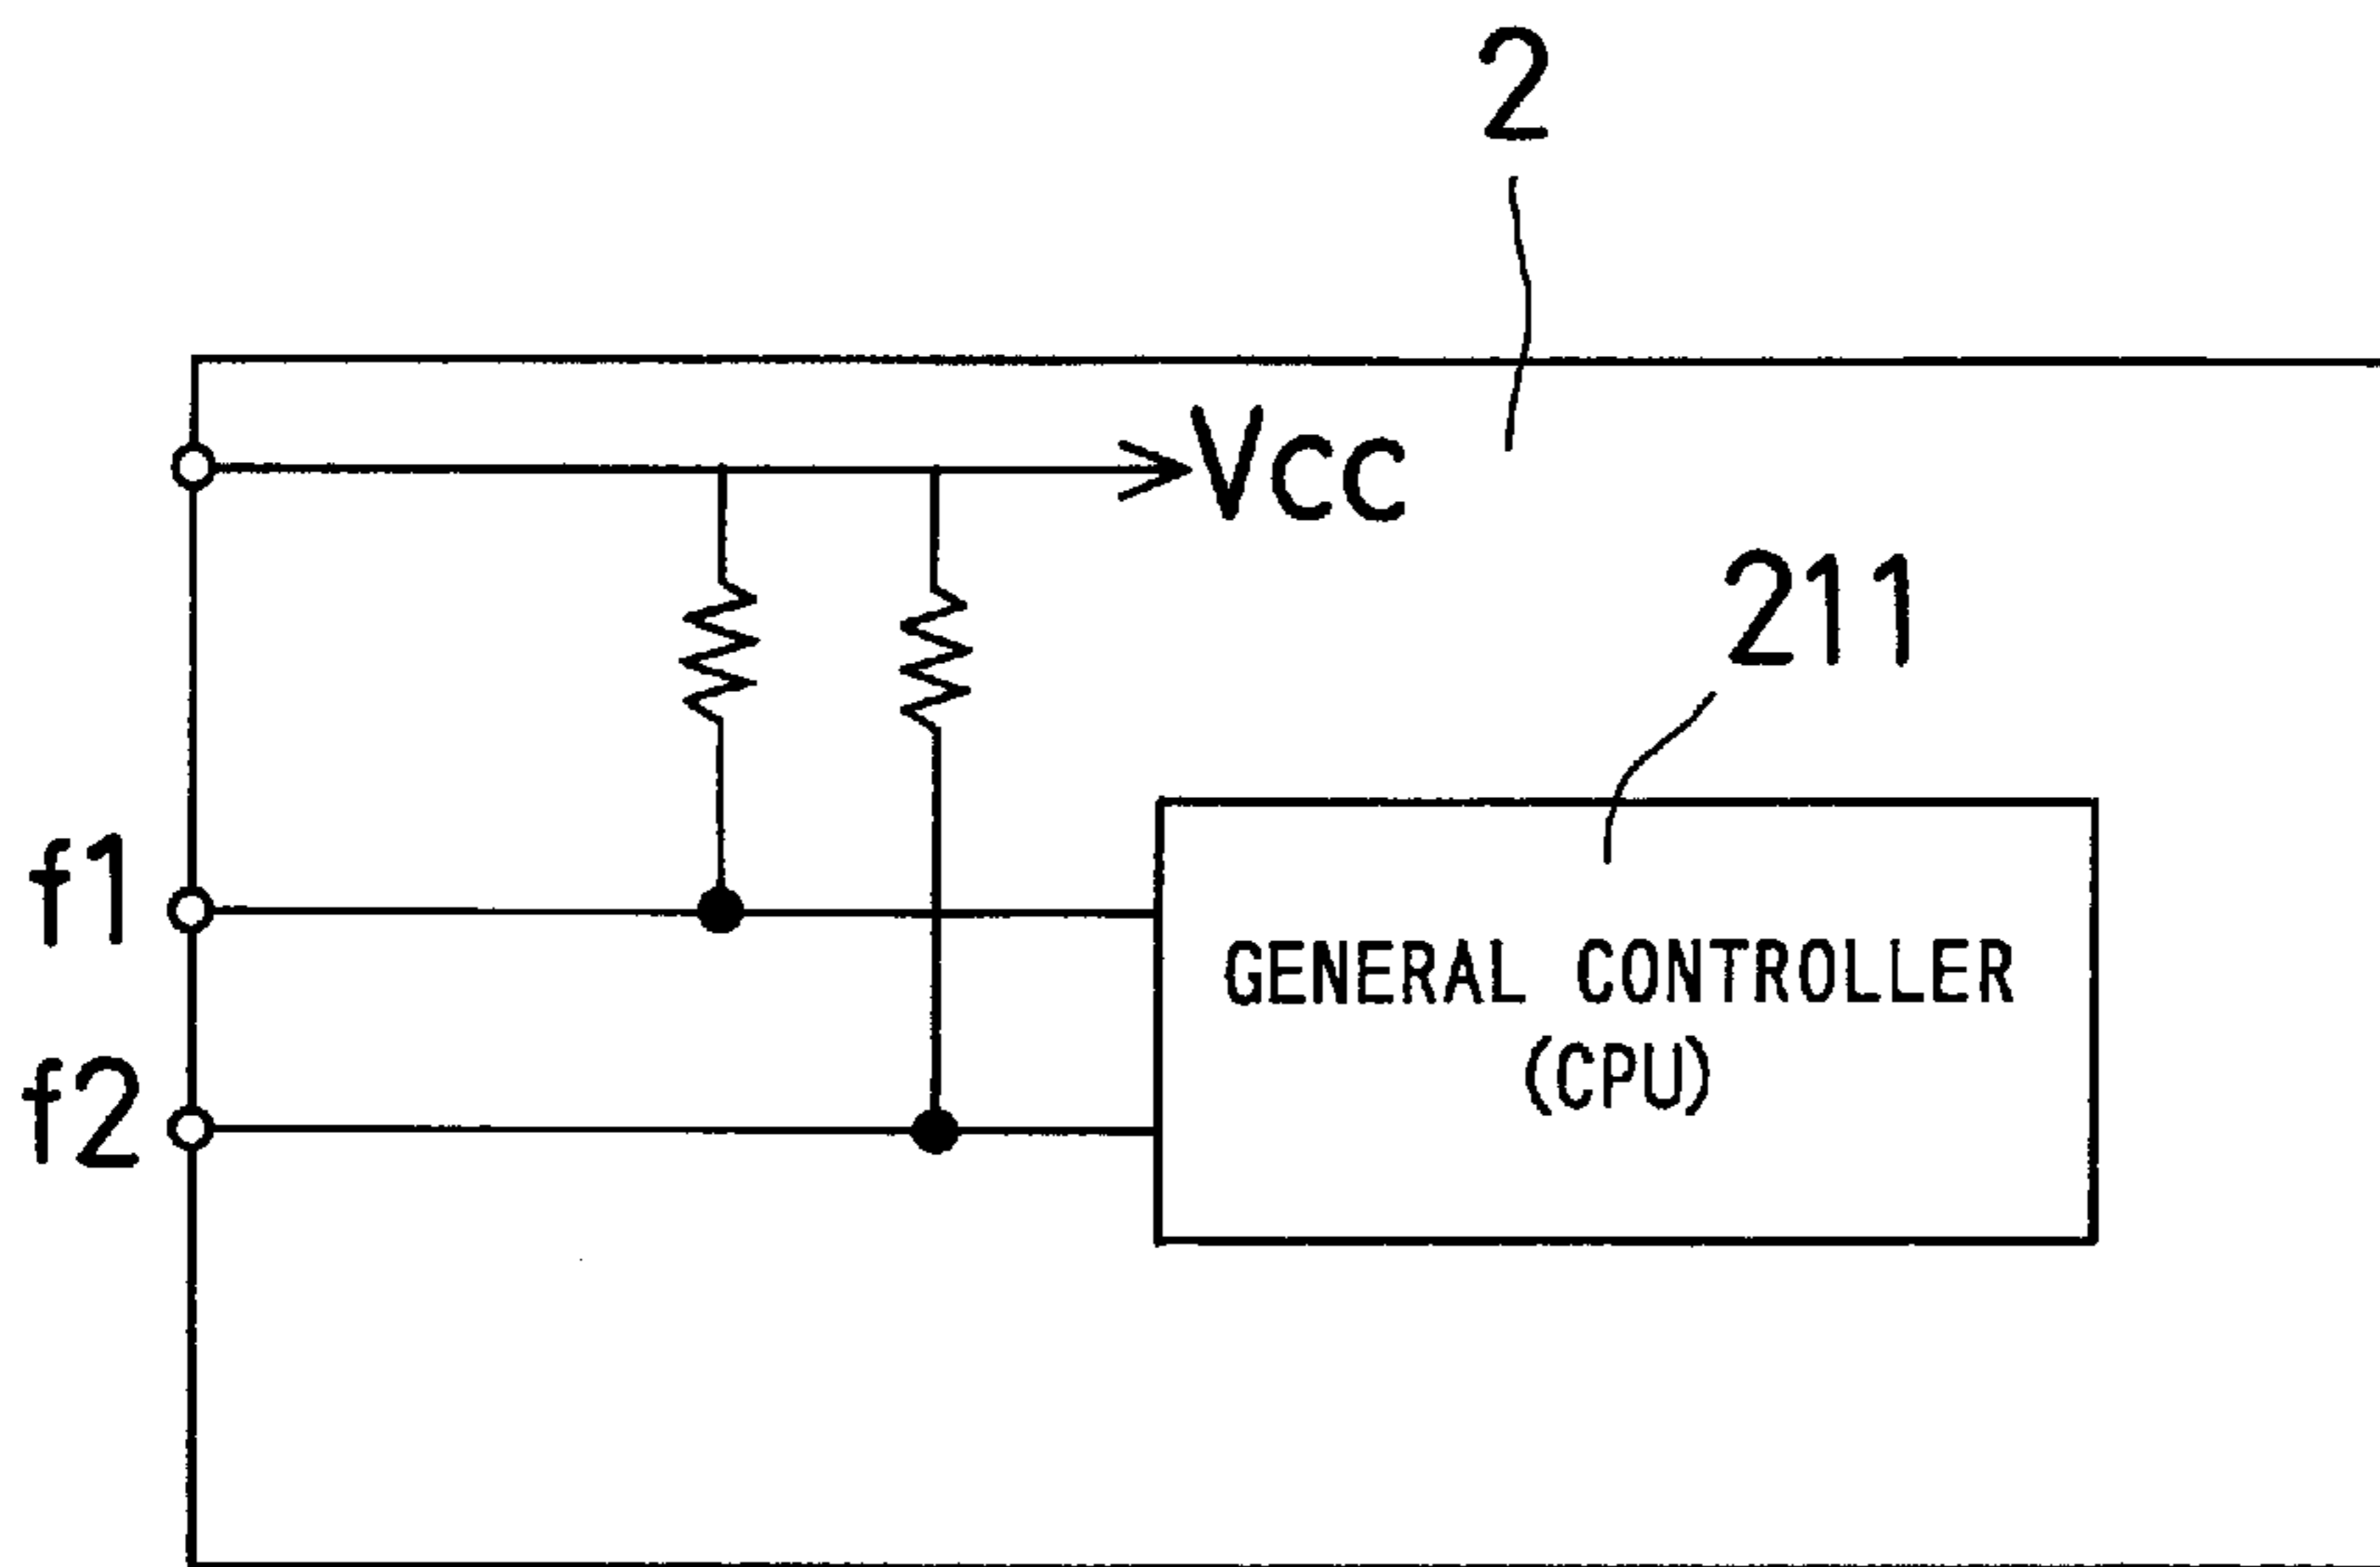 2
Vcc
211
f1
GENERAL CONTROLLER
(CPU)
f2